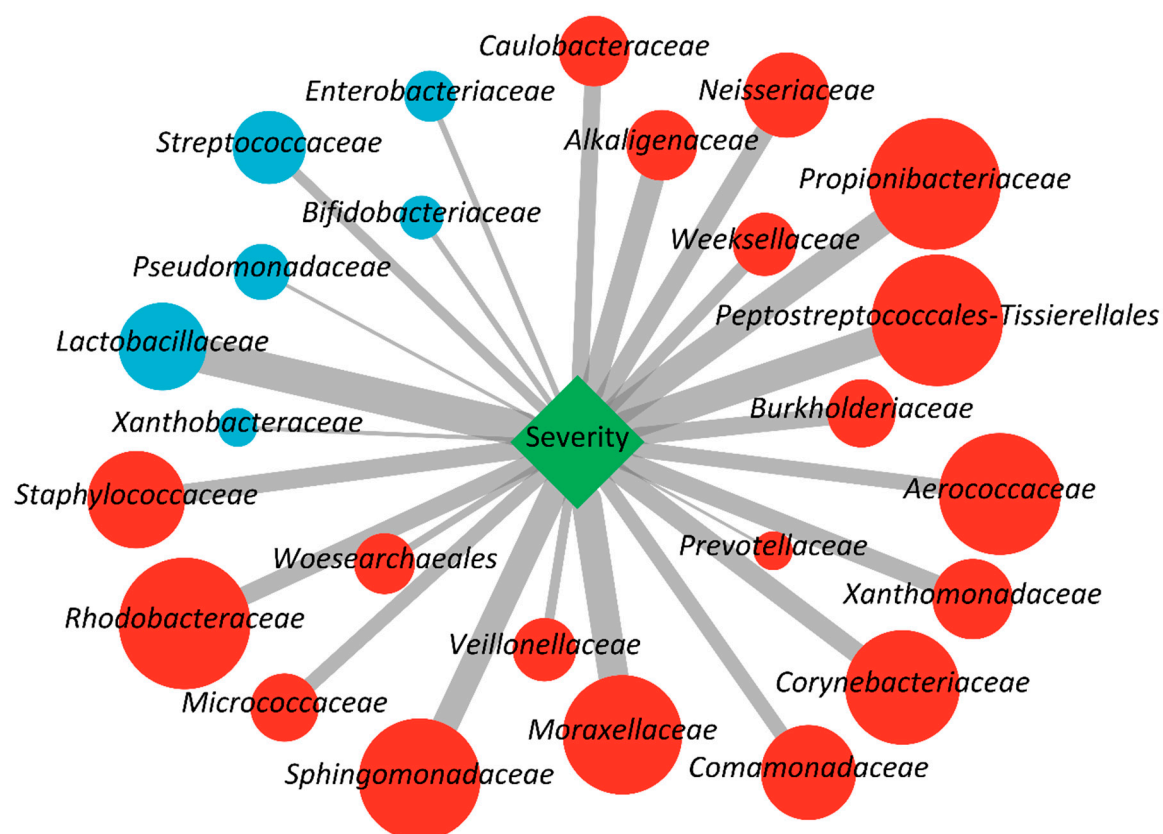 Caulobacteraceae
Enterobacteriaceae
Neisseriaceae
Streptococcaceae
Alkaligenaceae
Propionibacteriaceae
Bifidobacteriaceae
Weeksellaceae
Pseudomonadaceae
Peptostreptococcales-Tissierellales
Lactobacillaceae
Burkholderiaceae
Xanthobacteraceae
Severity
Staphylococcaceae
Aerococcaceae
Woesearchaeales
Prevotellaceae
Xanthomonadaceae
Rhodobacteraceae
Veillonellaceae
Corynebacteriaceae
Micrococcaceae
Moraxellaceae
Sphingomonadaceae
Comamonadaceae